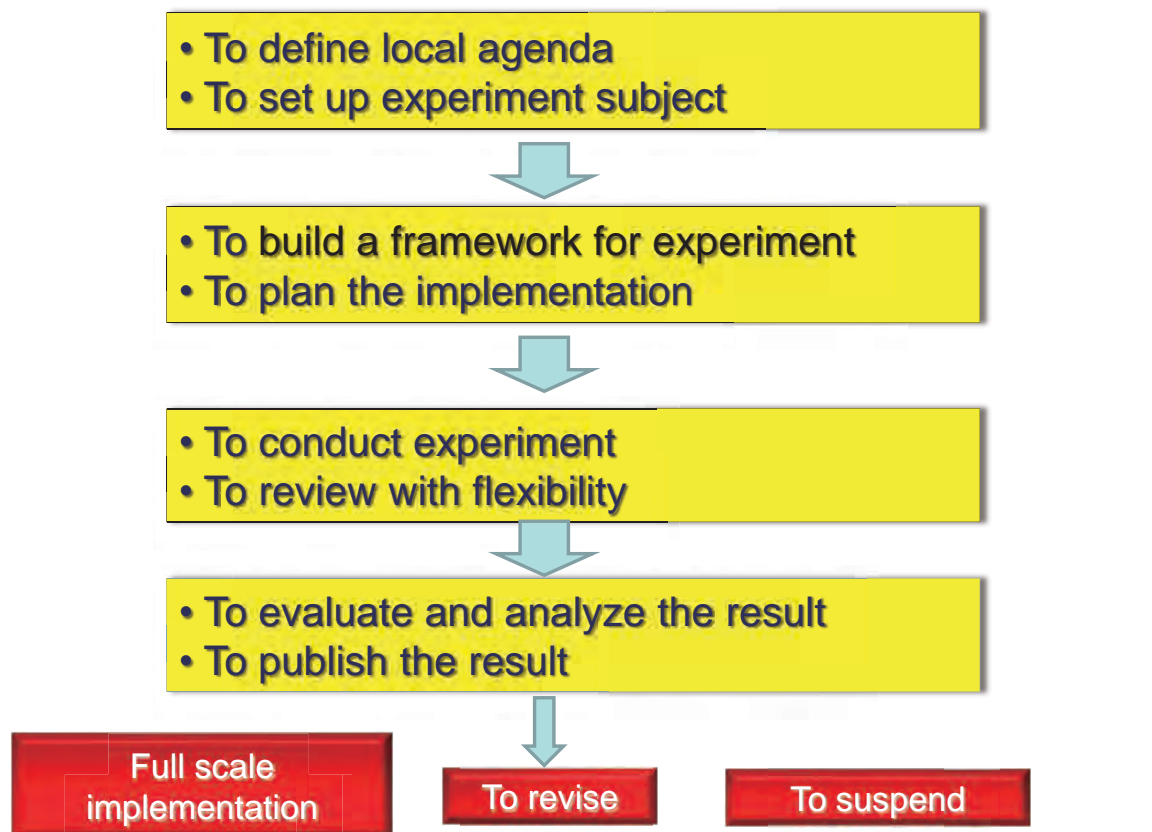 • To define local agenda
• To set up experiment subject
• To build a framework for experiment
• To plan the implementation
• To conduct experiment
• To review with flexibility
• To evaluate and analyze the result
• To publish the result
Full scale
implementation
To revise
To suspend